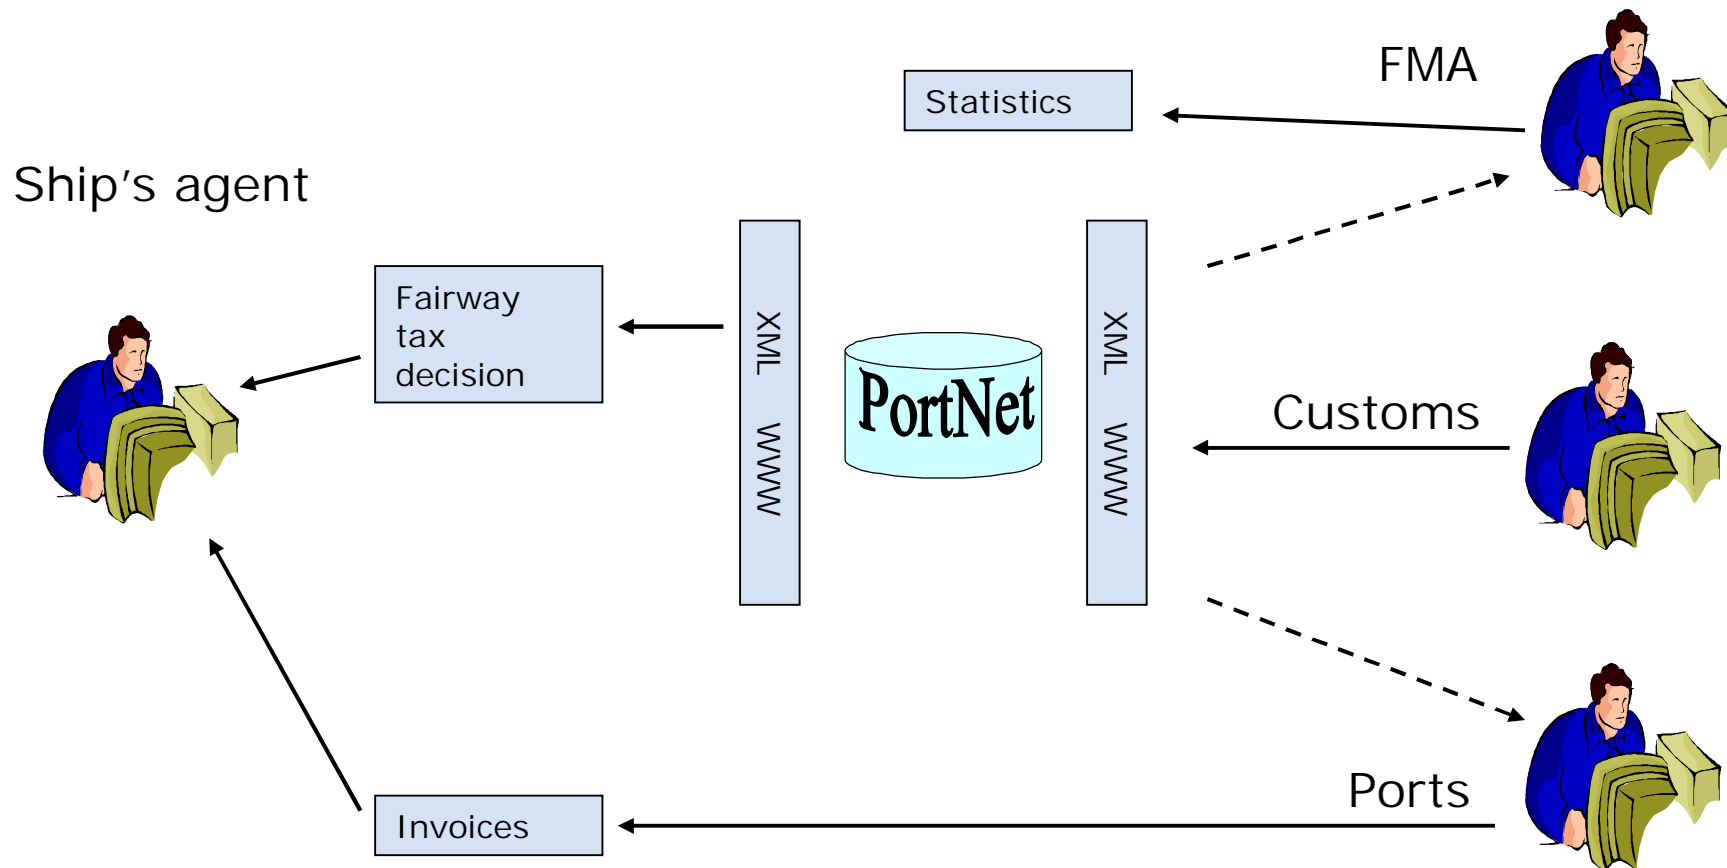 FMA
Statistics
Ship's agent
Fairway
tax
decision
XML WWW
PortNet
XML WWW
Customs
Ports
Invoices